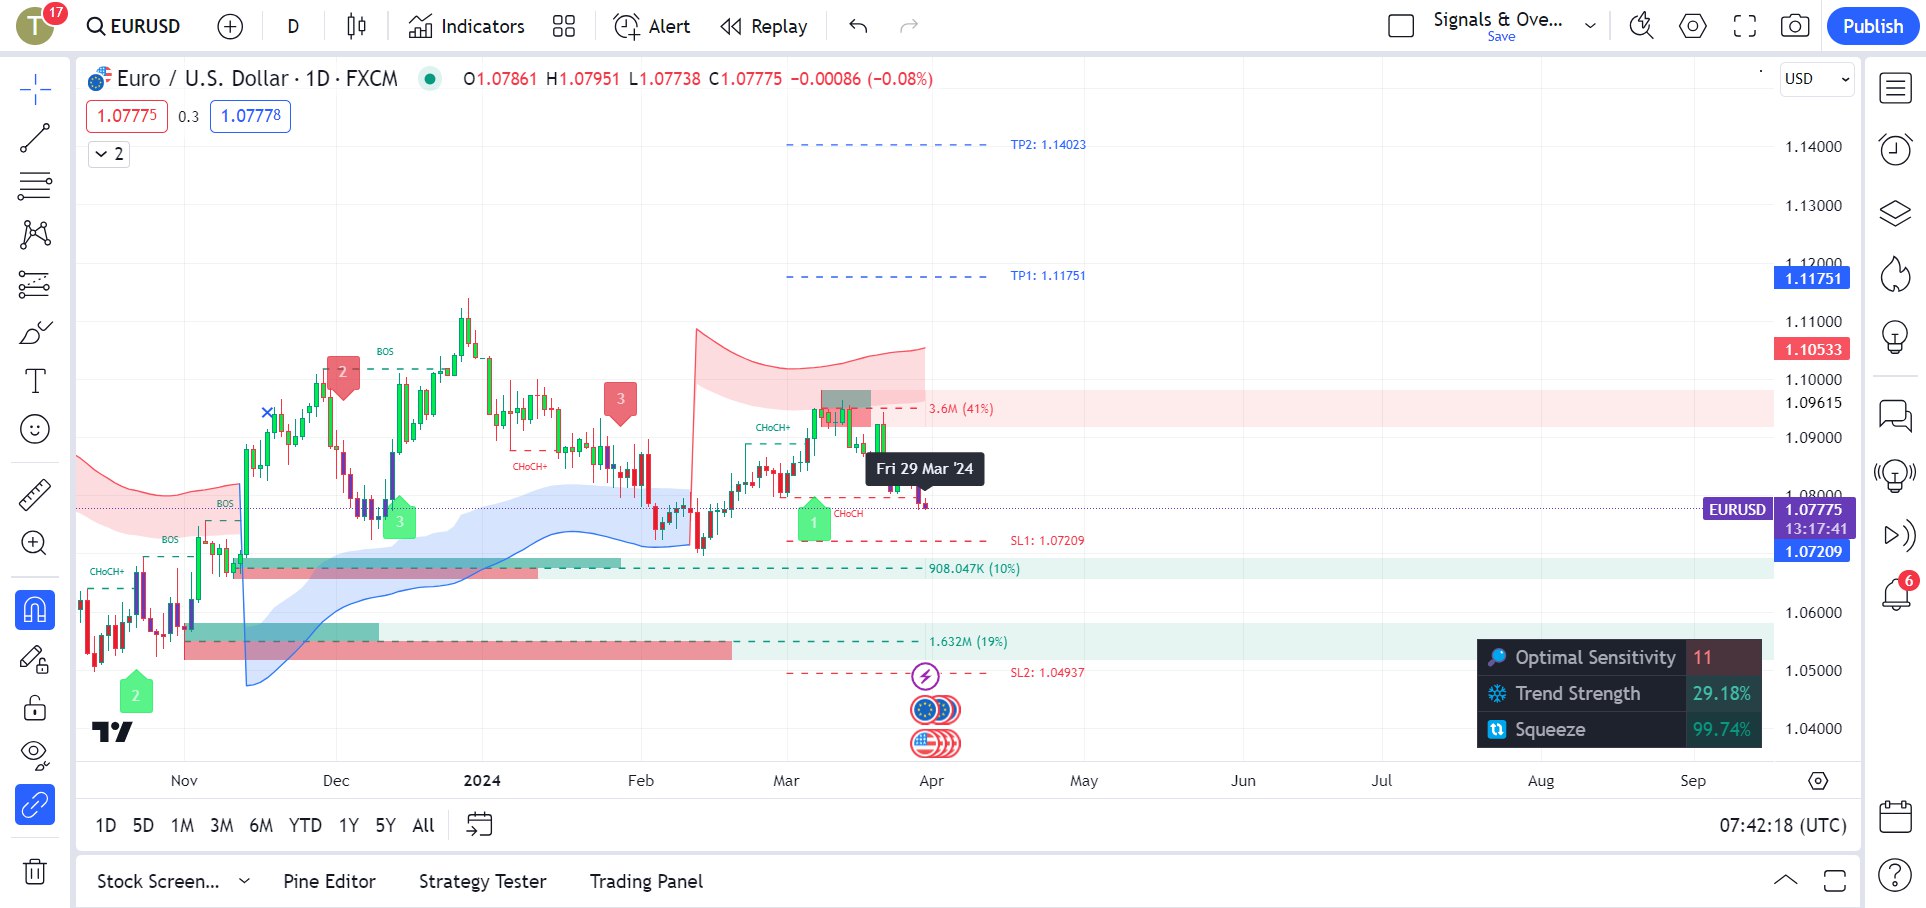 T 17
EURUSD
D
Indicators
Alert
Replay
Signals & Ove...
Save
Publish
Euro / U.S. Dollar · 1D · FXCM
O1.07861 H1.07951 L1.07738 C1.07775 −0.00086 (−0.08%)
USD
1.07775
0.3
1.07778
2
TP2: 1.14023
1.14000
1.13000
1.12000
TP1: 1.11751
1.11751
1.11000
1.10533
BOS
2
1.10000
3
3.6M (41%)
1.09615
CHoCH+
1.09000
CHoCH+
Fri 29 Mar '24
BOS
1.08000
3
1
CHoCH
EURUSD
1.07775
13:17:41
BOS
SL1: 1.07209
1.07209
CHoCH+
908.047K (10%)
1.06000
1.632M (19%)
SL2: 1.04937
1.05000
2
Optimal Sensitivity 11
Trend Strength 29.18%
Squeeze 99.74%
1.04000
6
Nov Dec 2024 Feb Mar Apr May Jun Jul Aug Sep
1D 5D 1M 3M 6M YTD 1Y 5Y All
07:42:18 (UTC)
Stock Screen... Pine Editor Strategy Tester Trading Panel